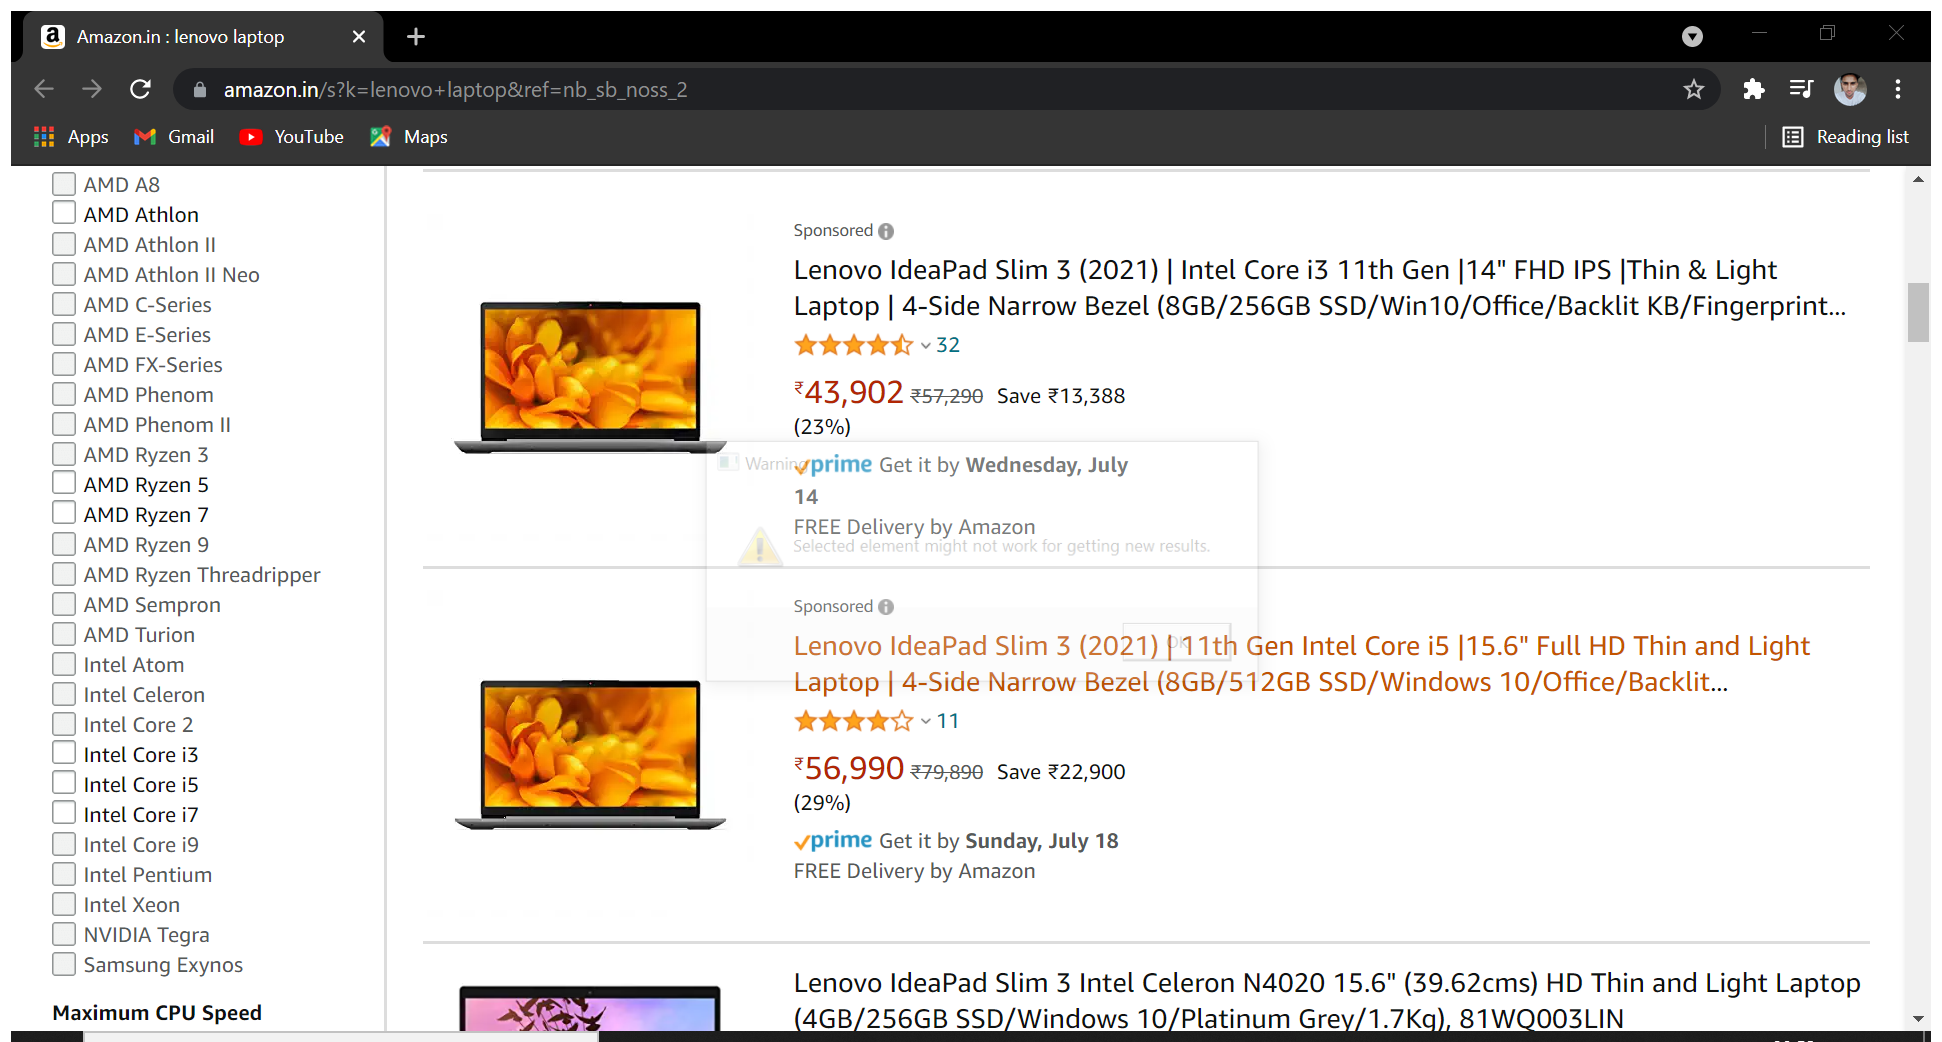 Amazon.in : lenovo laptop
amazon.in/s?k=lenovo+laptop&ref=nb_sb_noss_2
Apps Gmail YouTube Maps Reading list
AMD A8
AMD Athlon
AMD Athlon II
AMD Athlon II Neo
AMD C-Series
AMD E-Series
AMD FX-Series
AMD Phenom
AMD Phenom II
AMD Ryzen 3
AMD Ryzen 5
AMD Ryzen 7
AMD Ryzen 9
AMD Ryzen Threadripper
AMD Sempron
AMD Turion
Intel Atom
Intel Celeron
Intel Core 2
Intel Core i3
Intel Core i5
Intel Core i7
Intel Core i9
Intel Pentium
Intel Xeon
NVIDIA Tegra
Samsung Exynos
Maximum CPU Speed
Sponsored
Lenovo IdeaPad Slim 3 (2021) | Intel Core i3 11th Gen |14" FHD IPS |Thin & Light
Laptop | 4-Side Narrow Bezel (8GB/256GB SSD/Win10/Office/Backlit KB/Fingerprint...
32
₹43,902 ₹57,290 Save ₹13,388
(23%)
prime Get it by Wednesday, July
14
FREE Delivery by Amazon
Warning
Selected element might not work for getting new results.
OK
Sponsored
Lenovo IdeaPad Slim 3 (2021) | 11th Gen Intel Core i5 |15.6" Full HD Thin and Light
Laptop | 4-Side Narrow Bezel (8GB/512GB SSD/Windows 10/Office/Backlit...
11
₹56,990 ₹79,890 Save ₹22,900
(29%)
prime Get it by Sunday, July 18
FREE Delivery by Amazon
Lenovo IdeaPad Slim 3 Intel Celeron N4020 15.6" (39.62cms) HD Thin and Light Laptop
(4GB/256GB SSD/Windows 10/Platinum Grey/1.7Kg), 81WQ003LIN